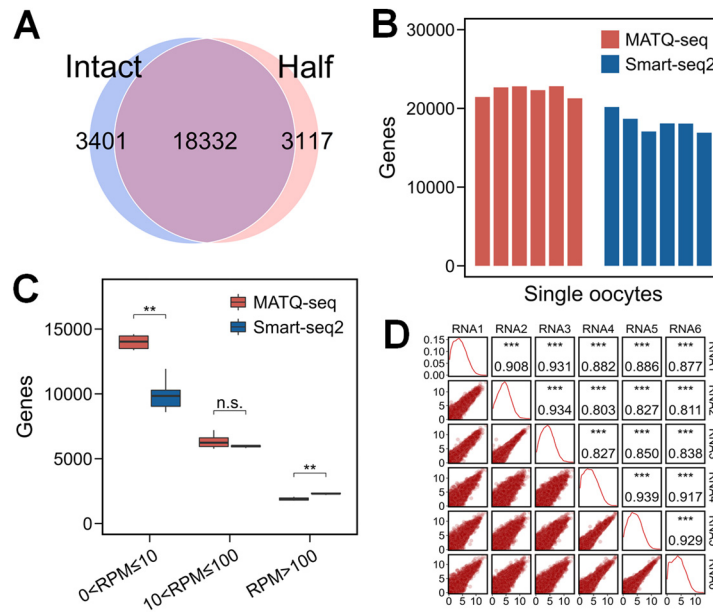 A
Intact
Half
3401
18332
3117
B
30000
20000
10000
0
Genes
MATQ-seq
Smart-seq2
Single oocytes
C
MATQ-seq
Smart-seq2
**
n.s.
**
15000
10000
5000
0
Genes
0<RPM≤10
10<RPM≤100
RPM>100
D
RNA1 RNA2 RNA3 RNA4 RNA5 RNA6
0.15
0.10
0.05
0.00
*** *** *** *** ***
0.908 0.931 0.882 0.886 0.877
10
5
0
*** *** *** ***
0.934 0.803 0.827 0.811
10
5
0
*** *** ***
0.827 0.850 0.838
10
5
0
*** ***
0.939 0.917
10
5
0
***
0.929
10
5
0
0 5 10 0 5 10 0 5 10 0 5 10 0 5 10 0 5 10